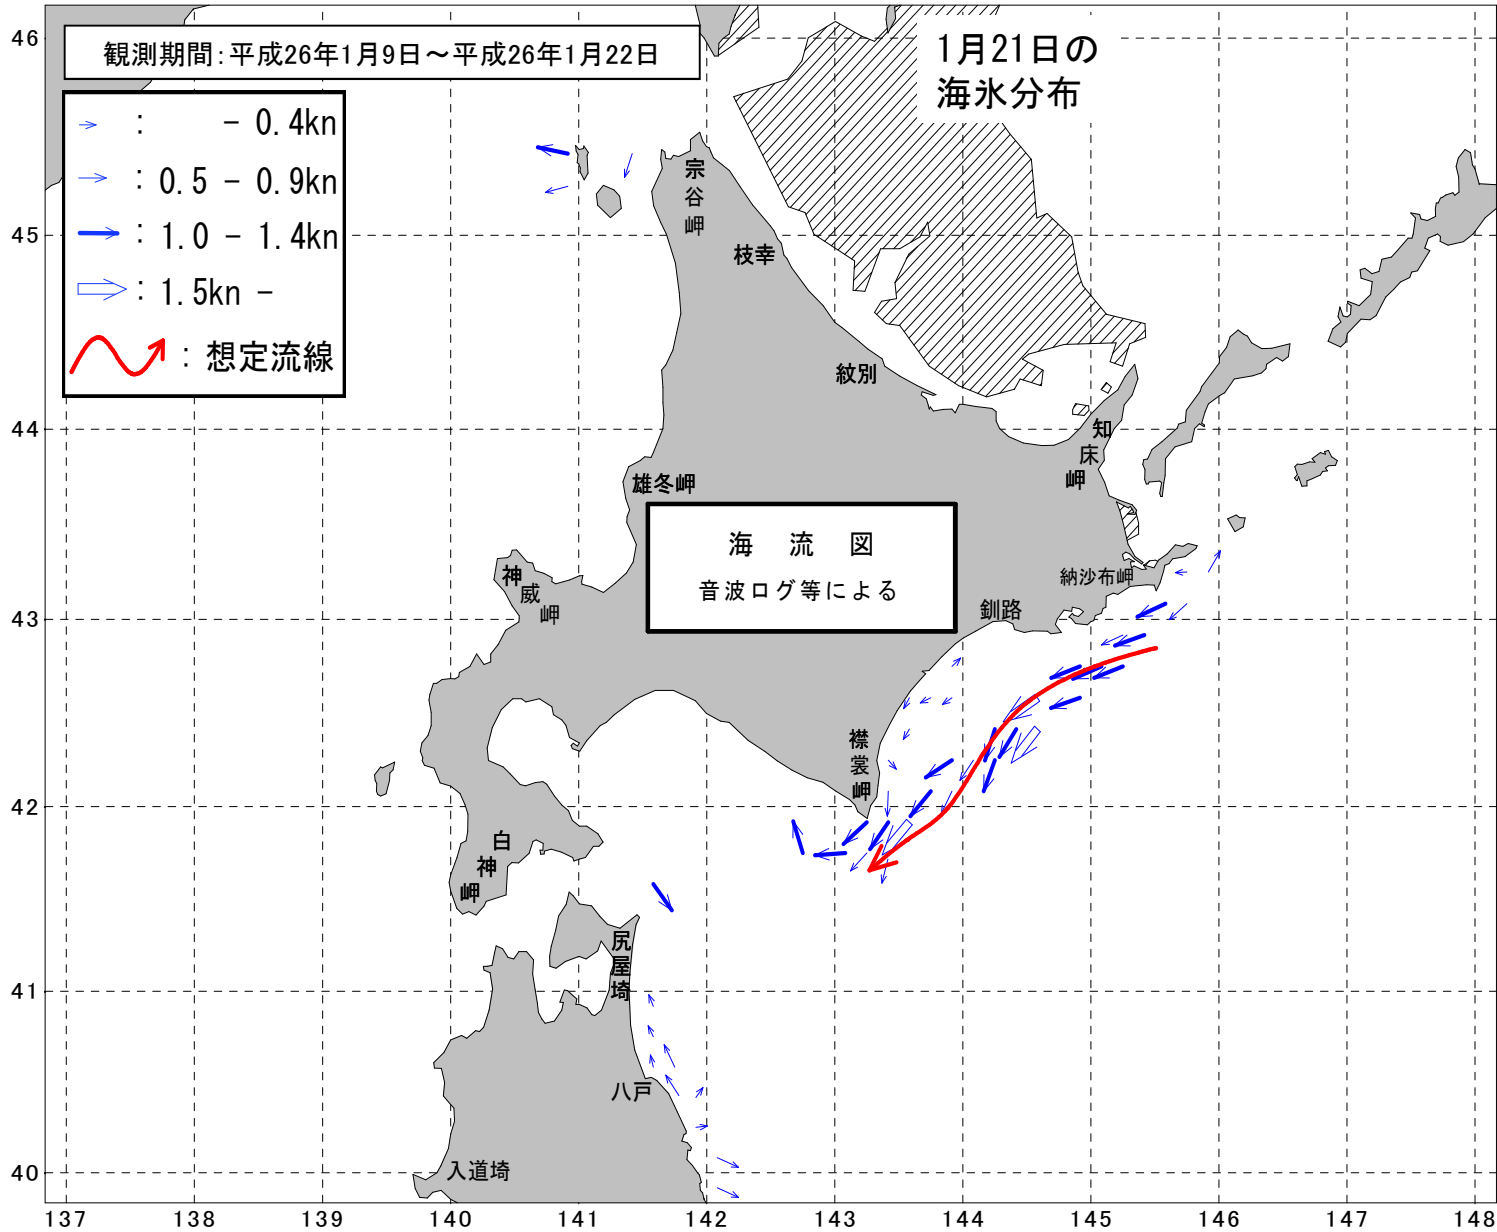 観測期間:平成26年1月9日～平成26年1月22日
1月21日の
海氷分布
: - 0.4kn
: 0.5 - 0.9kn
: 1.0 - 1.4kn
: 1.5kn -
: 想定流線
宗谷岬
枝幸
紋別
知床岬
雄冬岬
海 流 図
音波ログ等による
神威岬
納沙布岬
釧路
襟裳岬
白神岬
尻屋埼
八戸
入道埼
46
45
44
43
42
41
40
137 138 139 140 141 142 143 144 145 146 147 148